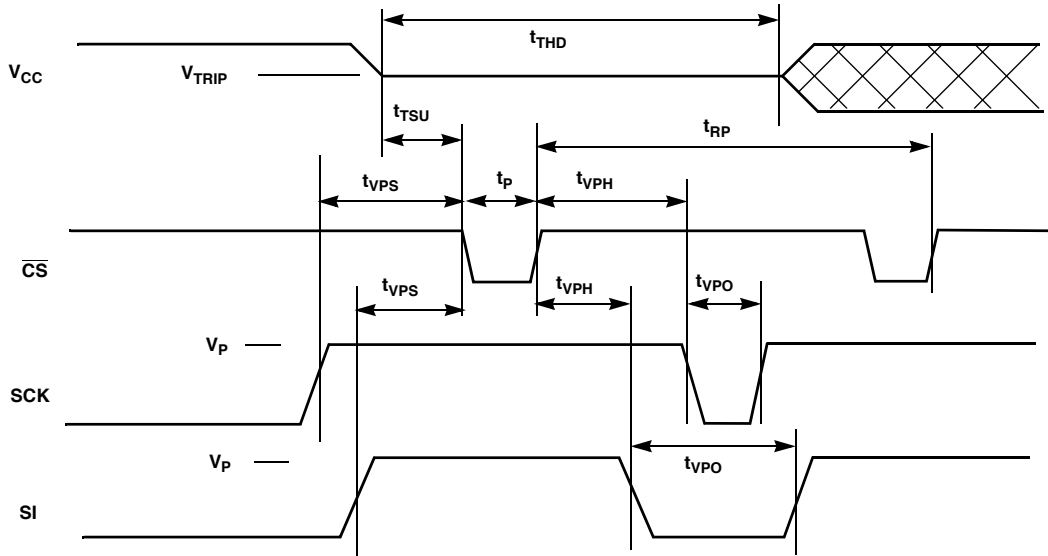 tTHD
VCC
VTRIP
tTSU
tRP
tVPS
tP
tVPH
CS
tVPS
tVPH
tVPO
VP
SCK
VP
tVPO
SI